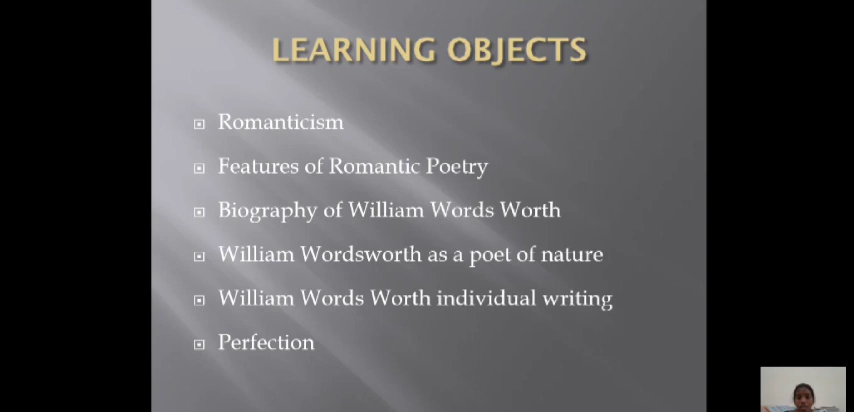 LEARNING OBJECTS
Romanticism
Features of Romantic Poetry
Biography of William Words Worth
William Wordsworth as a poet of nature
William Words Worth individual writing
Perfection